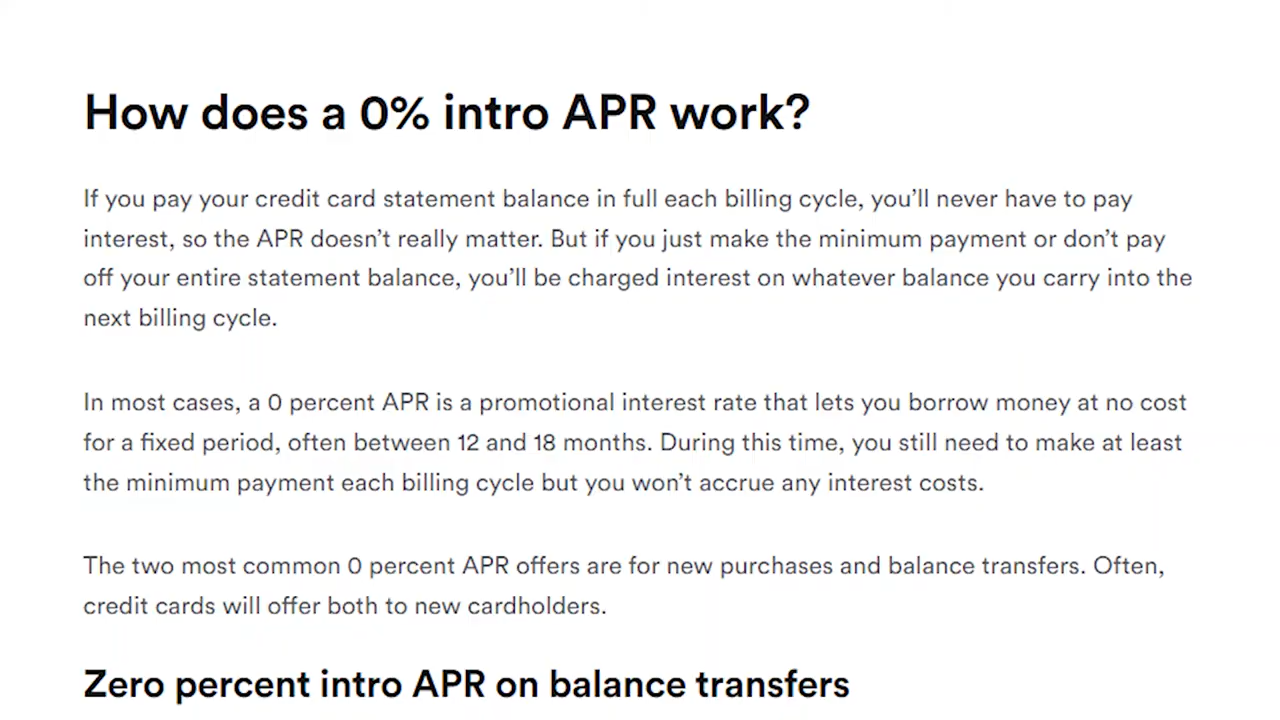 How does a 0% intro APR work?
If you pay your credit card statement balance in full each billing cycle, you’ll never have to pay
interest, so the APR doesn’t really matter. But if you just make the minimum payment or don’t pay
off your entire statement balance, you’ll be charged interest on whatever balance you carry into the
next billing cycle.
In most cases, a 0 percent APR is a promotional interest rate that lets you borrow money at no cost
for a fixed period, often between 12 and 18 months. During this time, you still need to make at least
the minimum payment each billing cycle but you won’t accrue any interest costs.
The two most common 0 percent APR offers are for new purchases and balance transfers. Often,
credit cards will offer both to new cardholders.
Zero percent intro APR on balance transfers